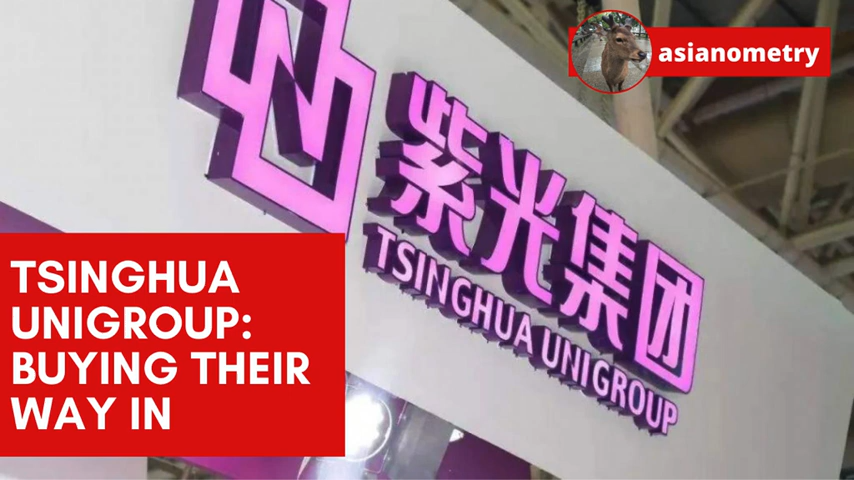 asianometry
紫光集团
TSINGHUA UNIGROUP
TSINGHUA
UNIGROUP:
BUYING THEIR
WAY IN